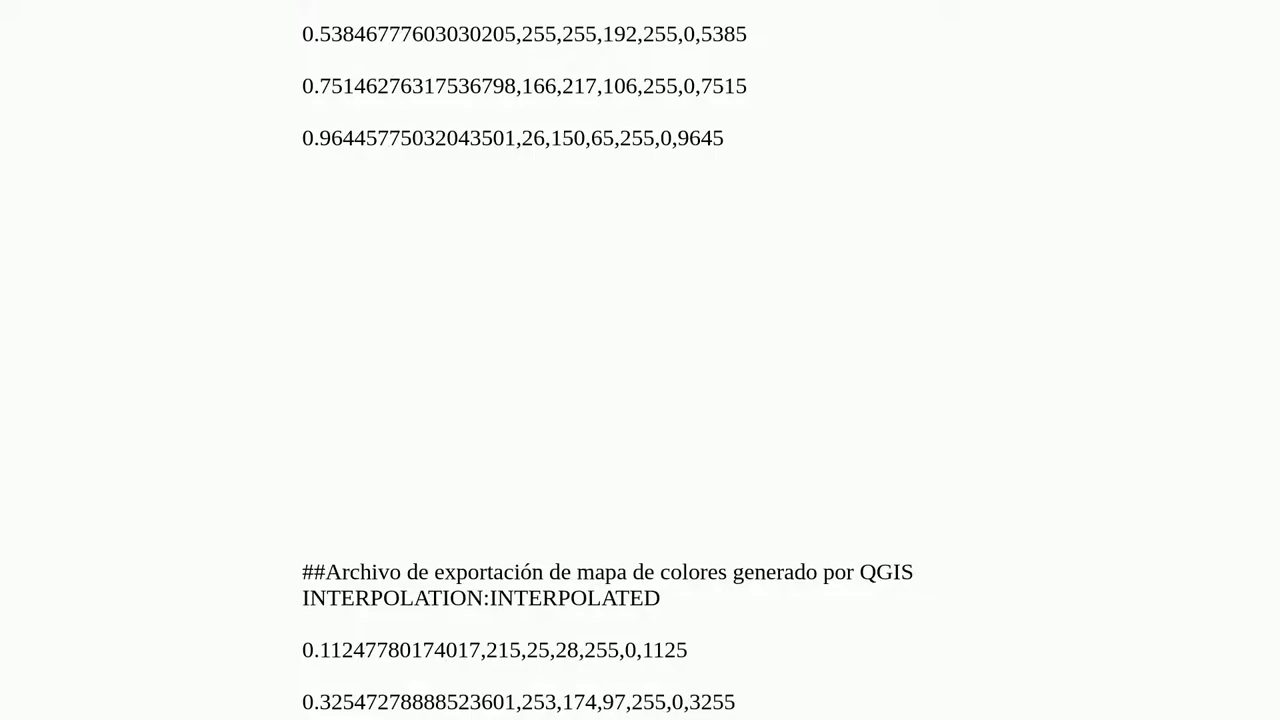 0.53846777603030205,255,255,192,255,0,5385
0.75146276317536798,166,217,106,255,0,7515
0.96445775032043501,26,150,65,255,0,9645
##Archivo de exportación de mapa de colores generado por QGIS
INTERPOLATION:INTERPOLATED
0.11247780174017,215,25,28,255,0,1125
0.32547278888523601,253,174,97,255,0,3255